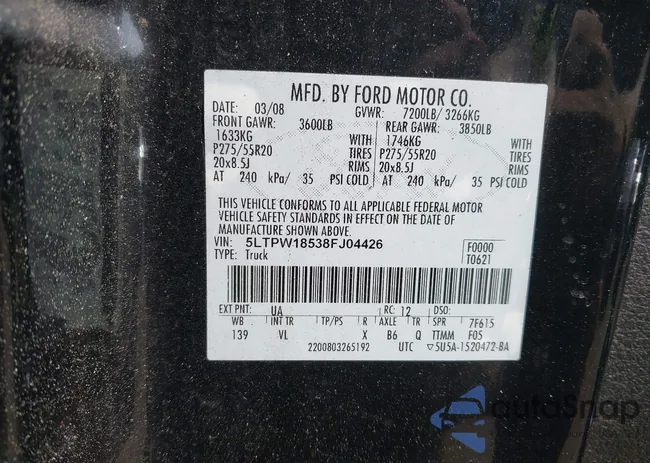 MFD. BY FORD MOTOR CO.
DATE: 03/08 GVWR: 7200LB/ 3266KG
FRONT GAWR: 3600LB REAR GAWR: 3850LB
1633KG WITH 1746KG WITH
P275/55R20 TIRES P275/55R20 TIRES
20x8.5J RIMS 20x8.5J RIMS
AT 240 kPa/ 35 PSI COLD AT 240 kPa/ 35 PSI COLD
THIS VEHICLE CONFORMS TO ALL APPLICABLE FEDERAL MOTOR
VEHICLE SAFETY STANDARDS IN EFFECT ON THE DATE OF
MANUFACTURE SHOWN ABOVE.
VIN: 5LTPW18538FJ04426 F0000
TYPE: Truck T0621
EXT PNT: UA RC: 12 DSO:
WB INT TR TP/PS R AXLE TR SPR 7F615
139 VL X B6 Q TTMM F05
2200803265192 UTC ▽5U5A-1520472-BA
autoSnap